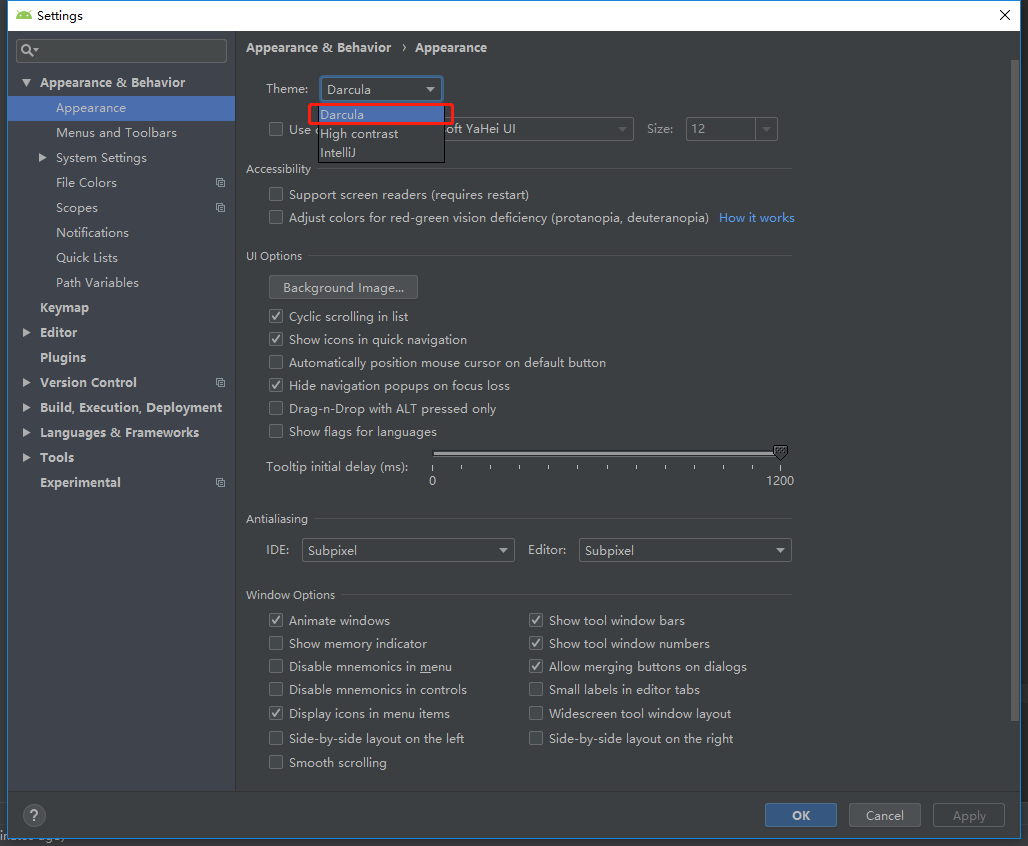 Settings
Appearance & Behavior › Appearance
Appearance & Behavior
Appearance
Menus and Toolbars
System Settings
File Colors
Scopes
Notifications
Quick Lists
Path Variables
Keymap
Editor
Plugins
Version Control
Build, Execution, Deployment
Languages & Frameworks
Tools
Experimental
Theme: Darcula
Darcula
High contrast
IntelliJ
Use oft YaHei UI Size: 12
Accessibility
Support screen readers (requires restart)
Adjust colors for red-green vision deficiency (protanopia, deuteranopia) How it works
UI Options
Background Image...
Cyclic scrolling in list
Show icons in quick navigation
Automatically position mouse cursor on default button
Hide navigation popups on focus loss
Drag-n-Drop with ALT pressed only
Show flags for languages
Tooltip initial delay (ms):
0 1200
Antialiasing
IDE: Subpixel Editor: Subpixel
Window Options
Animate windows Show tool window bars
Show memory indicator Show tool window numbers
Disable mnemonics in menu Allow merging buttons on dialogs
Disable mnemonics in controls Small labels in editor tabs
Display icons in menu items Widescreen tool window layout
Side-by-side layout on the left Side-by-side layout on the right
Smooth scrolling
? OK Cancel Apply